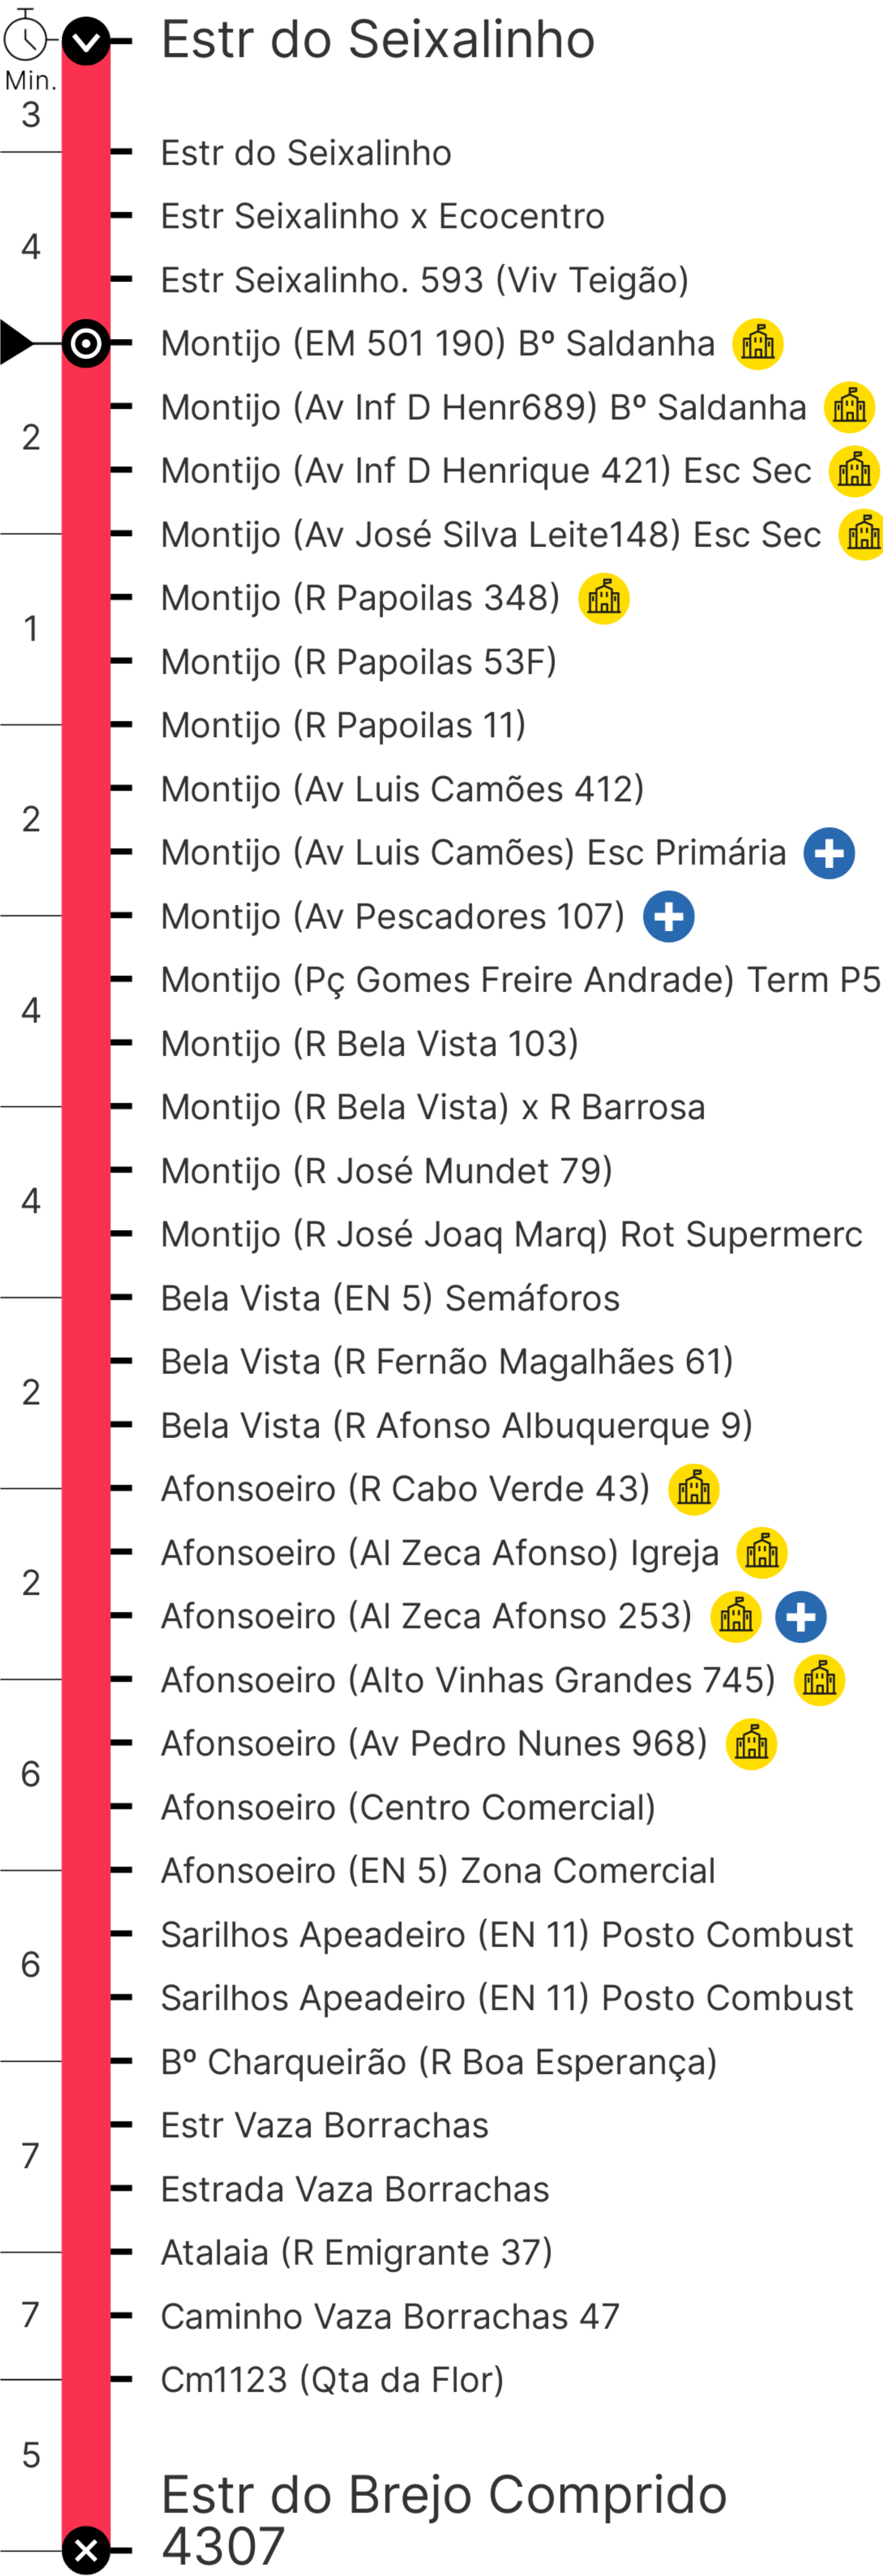 Estr do Seixalinho
Min.
3
Estr do Seixalinho
Estr Seixalinho x Ecocentro
4
Estr Seixalinho. 593 (Viv Teigão)
Montijo (EM 501 190) Bº Saldanha
Montijo (Av Inf D Henr689) Bº Saldanha
2
Montijo (Av Inf D Henrique 421) Esc Sec
Montijo (Av José Silva Leite148) Esc Sec
Montijo (R Papoilas 348)
1
Montijo (R Papoilas 53F)
Montijo (R Papoilas 11)
Montijo (Av Luis Camões 412)
2
Montijo (Av Luis Camões) Esc Primária
Montijo (Av Pescadores 107)
Montijo (Pç Gomes Freire Andrade) Term P5
4
Montijo (R Bela Vista 103)
Montijo (R Bela Vista) x R Barrosa
Montijo (R José Mundet 79)
4
Montijo (R José Joaq Marq) Rot Supermerc
Bela Vista (EN 5) Semáforos
Bela Vista (R Fernão Magalhães 61)
2
Bela Vista (R Afonso Albuquerque 9)
Afonsoeiro (R Cabo Verde 43)
Afonsoeiro (Al Zeca Afonso) Igreja
2
Afonsoeiro (Al Zeca Afonso 253)
Afonsoeiro (Alto Vinhas Grandes 745)
Afonsoeiro (Av Pedro Nunes 968)
6
Afonsoeiro (Centro Comercial)
Afonsoeiro (EN 5) Zona Comercial
Sarilhos Apeadeiro (EN 11) Posto Combust
6
Sarilhos Apeadeiro (EN 11) Posto Combust
Bº Charqueirão (R Boa Esperança)
Estr Vaza Borrachas
7
Estrada Vaza Borrachas
Atalaia (R Emigrante 37)
7
Caminho Vaza Borrachas 47
Cm1123 (Qta da Flor)
5
Estr do Brejo Comprido
4307